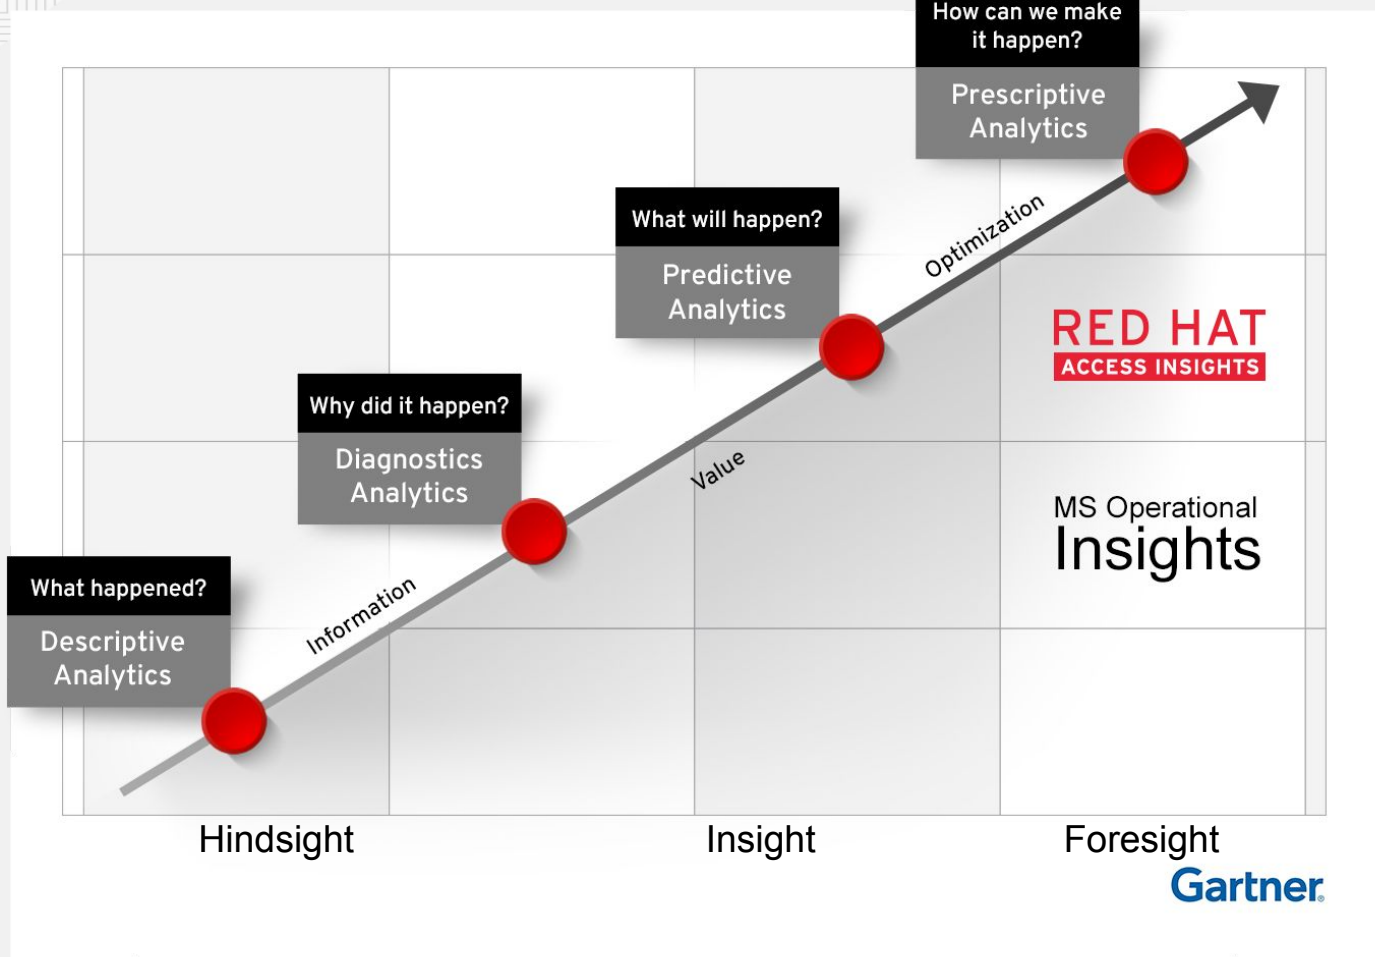 How can we make
it happen?
Prescriptive
Analytics
What will happen?
Predictive
Analytics
Optimization
RED HAT
ACCESS INSIGHTS
Why did it happen?
Diagnostics
Analytics
Value
MS Operational
Insights
What happened?
Descriptive
Analytics
Information
Hindsight
Insight
Foresight
Gartner®